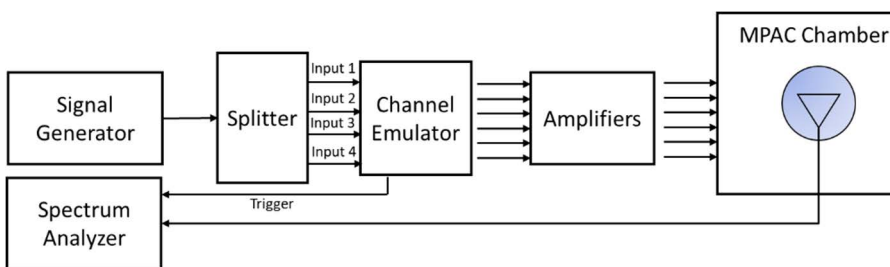 MPAC Chamber
Signal
Generator
Splitter
Input 1
Input 2
Input 3
Input 4
Channel
Emulator
Amplifiers
Trigger
Spectrum
Analyzer